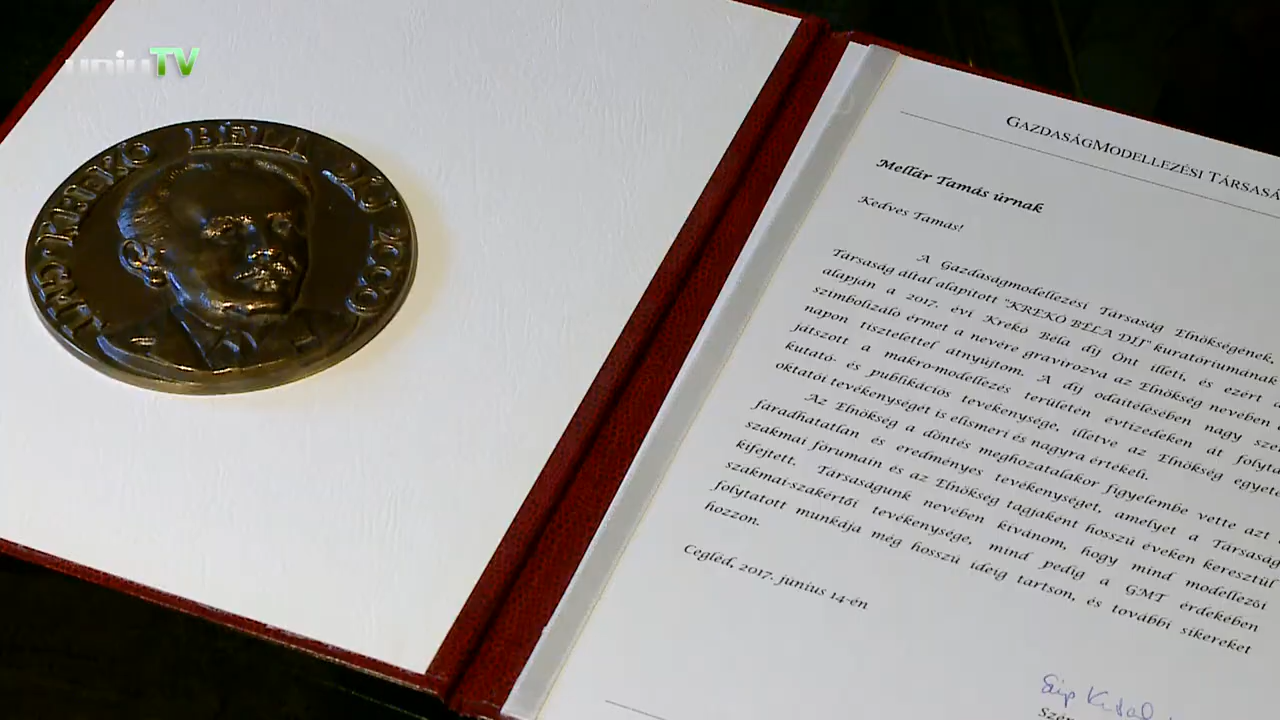 uniuTV
GMT KREKÓ BÉLA DÍJ 2000
GAZDASÁGMODELLEZÉSI TÁRSASÁ
Mellár Tamás úrnak
Kedves Tamás!
A Gazdaságmodellezési Társaság Elnökségenek,
Társaság által alapított "KREKÓ BÉLA DÍJ" kuratóriumának
alapján a 2017. évi Krekó Béla díj Önt illeti, és ezért a
szimbolizáló érmet a nevére gravírozva az Elnökség nevében
napon tisztelettel átnyújtom. A díj odaítélésében nagy szer
játszott a makro-modellezés területén évtizedeken át folytat
kutató- és publikációs tevékenysége, illetve az Elnökség egyet
oktatói tevékenységét is elismeri és nagyra értékeli.
Az Elnökség a döntés meghozatalakor figyelembe vette azt
fáradhatatlan és eredményes tevékenységet, amelyet a Társaság
szakmai fórumain és az Elnökség tagjaként hosszú éveken keresztül
kifejtett. Társaságunk nevében kívánom, hogy mind modellezői
szakmai-szakértői tevékenysége, mind pedig a GMT érdekében
folytatott munkája még hosszú ideig tartson, és további sikereket
hozzon.
Cegléd, 2017. június 14-én